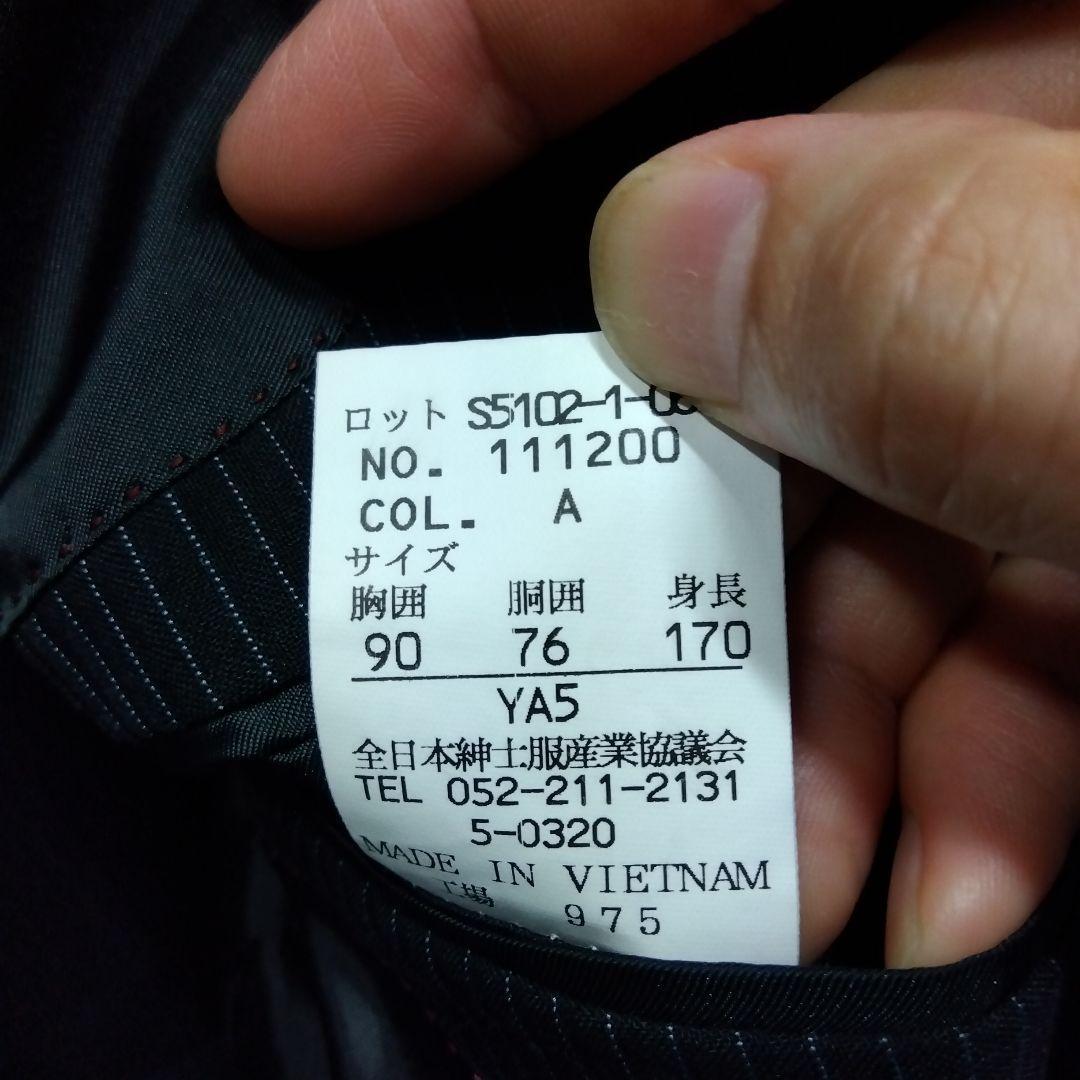 ロット S5102-1-0
NO. 111200
COL. A
サイズ
胸囲 胴囲 身長
90 76 170
YA5
全日本紳士服産業協議会
TEL 052-211-2131
5-0320
MADE IN VIETNAM
工場 975